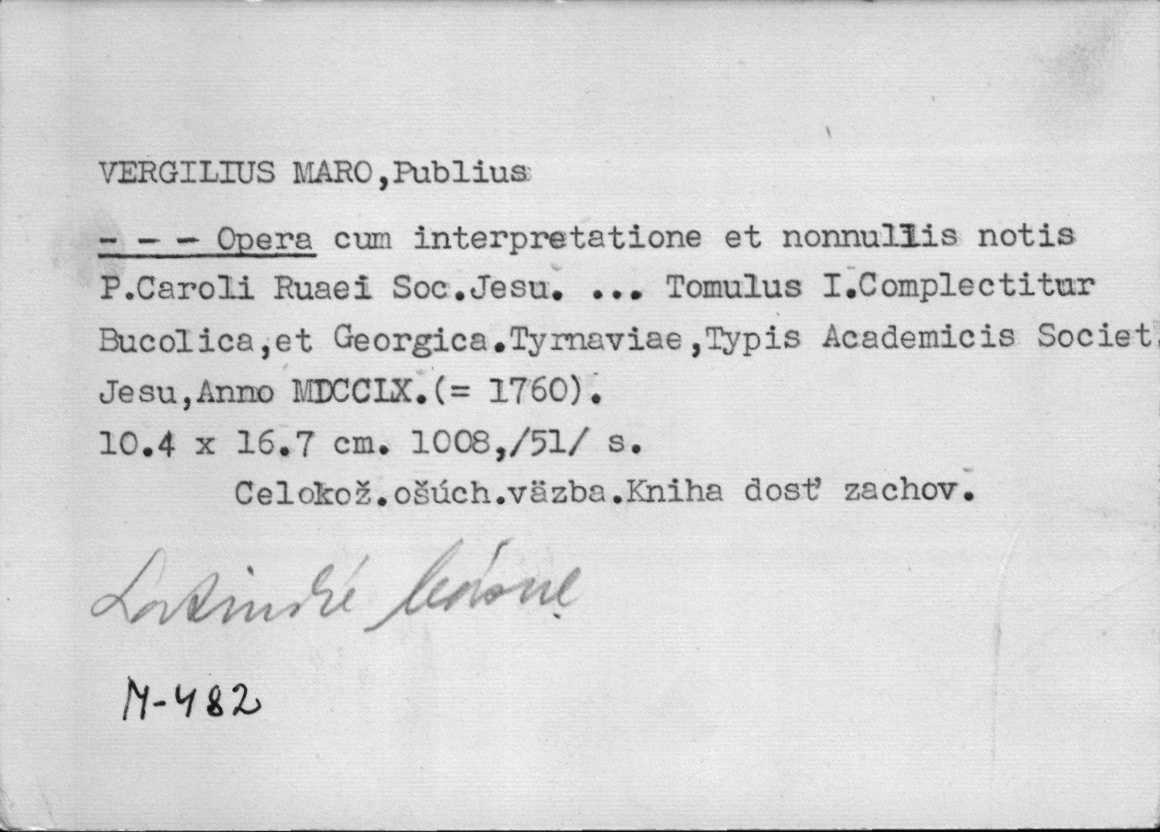 VERGILIUS MARO,Publius
- - - Opera cum interpretatione et nonnullis notis
P.Caroli Ruaei Soc.Jesu. ... Tomulus I.Complectitur
Bucolica,et Georgica.Tyrnaviae,Typis Academicis Societ.
Jesu,Anno MDCCLX.(= 1760).
10.4 x 16.7 cm. 1008,/51/ s.
Celokož.ošúch.väzba.Kniha dosť zachov.
Latinské básne
M-482